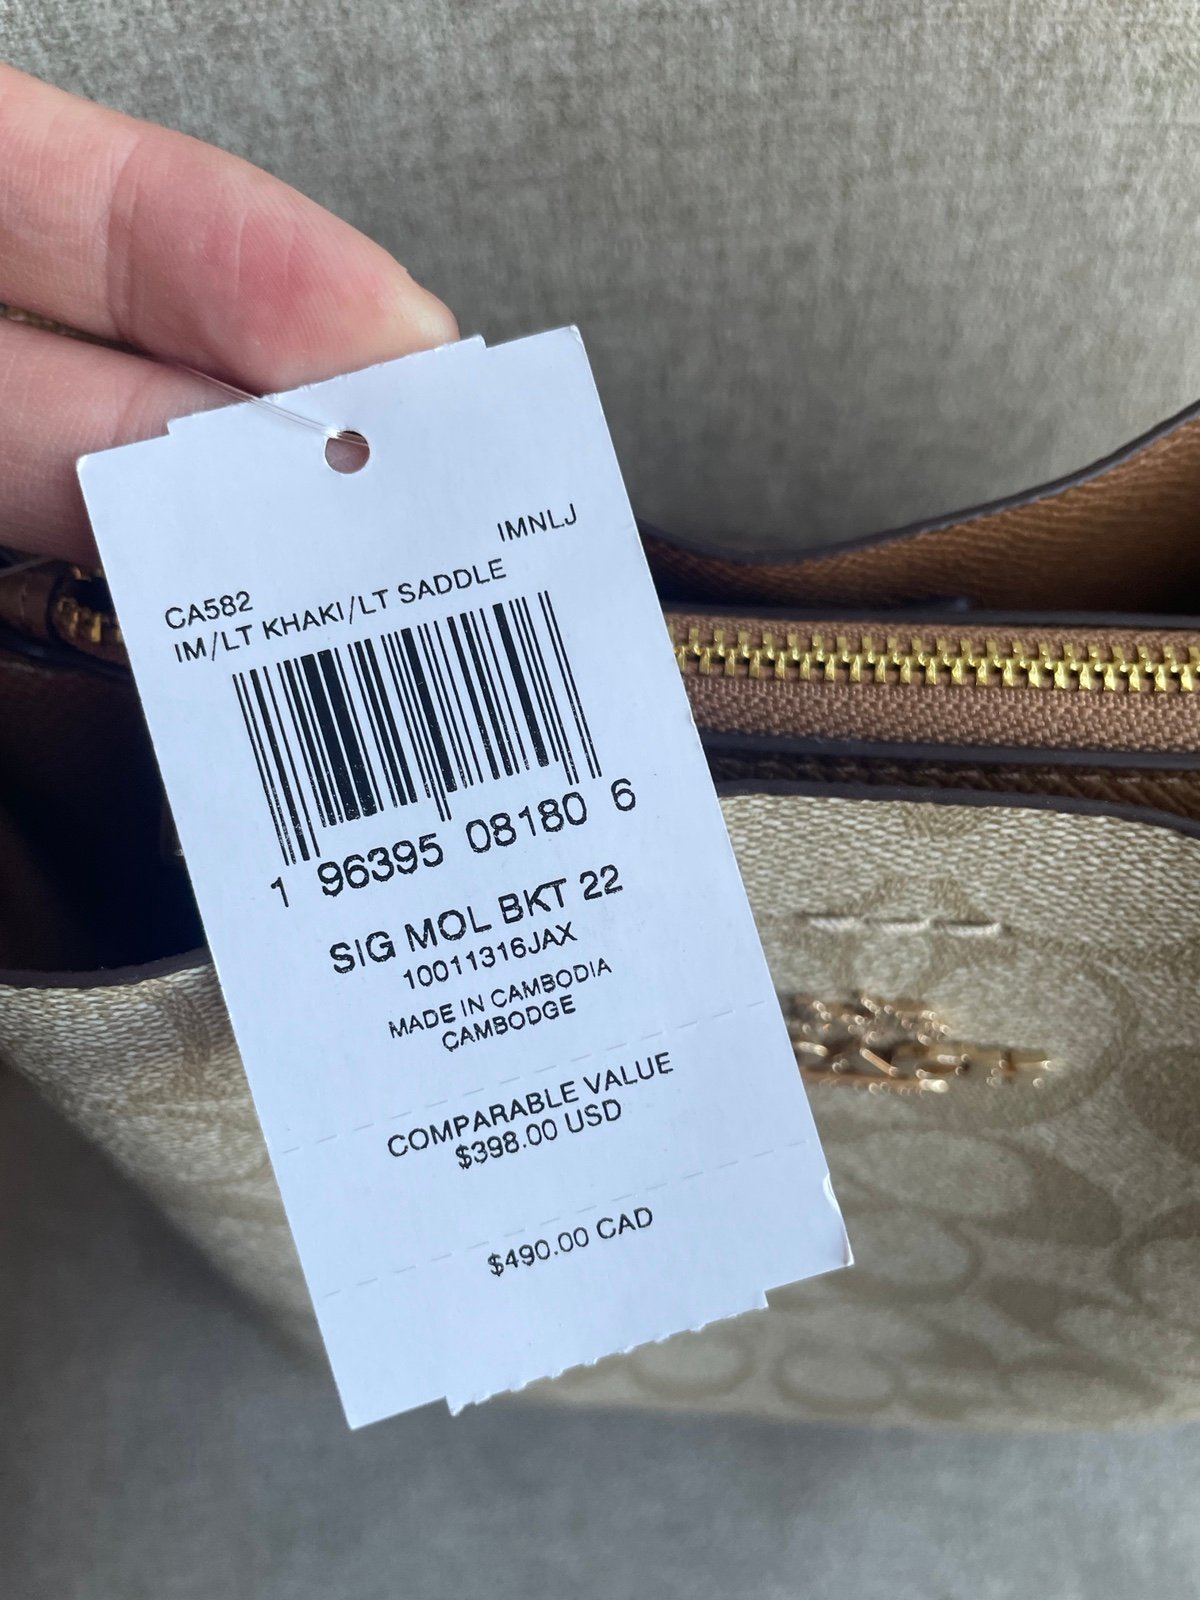 IMNLJ
CA582
IM/LT KHAKI/LT SADDLE
1 96395 08180 6
SIG MOL BKT 22
10011316JAX
MADE IN CAMBODIA
CAMBODGE
COMPARABLE VALUE
$398.00 USD
$490.00 CAD